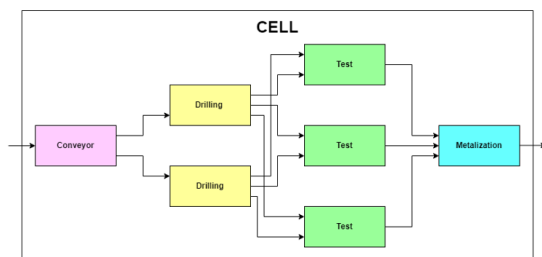 CELL
Test
Drilling
Conveyor
Test
Metalization
Drilling
Test